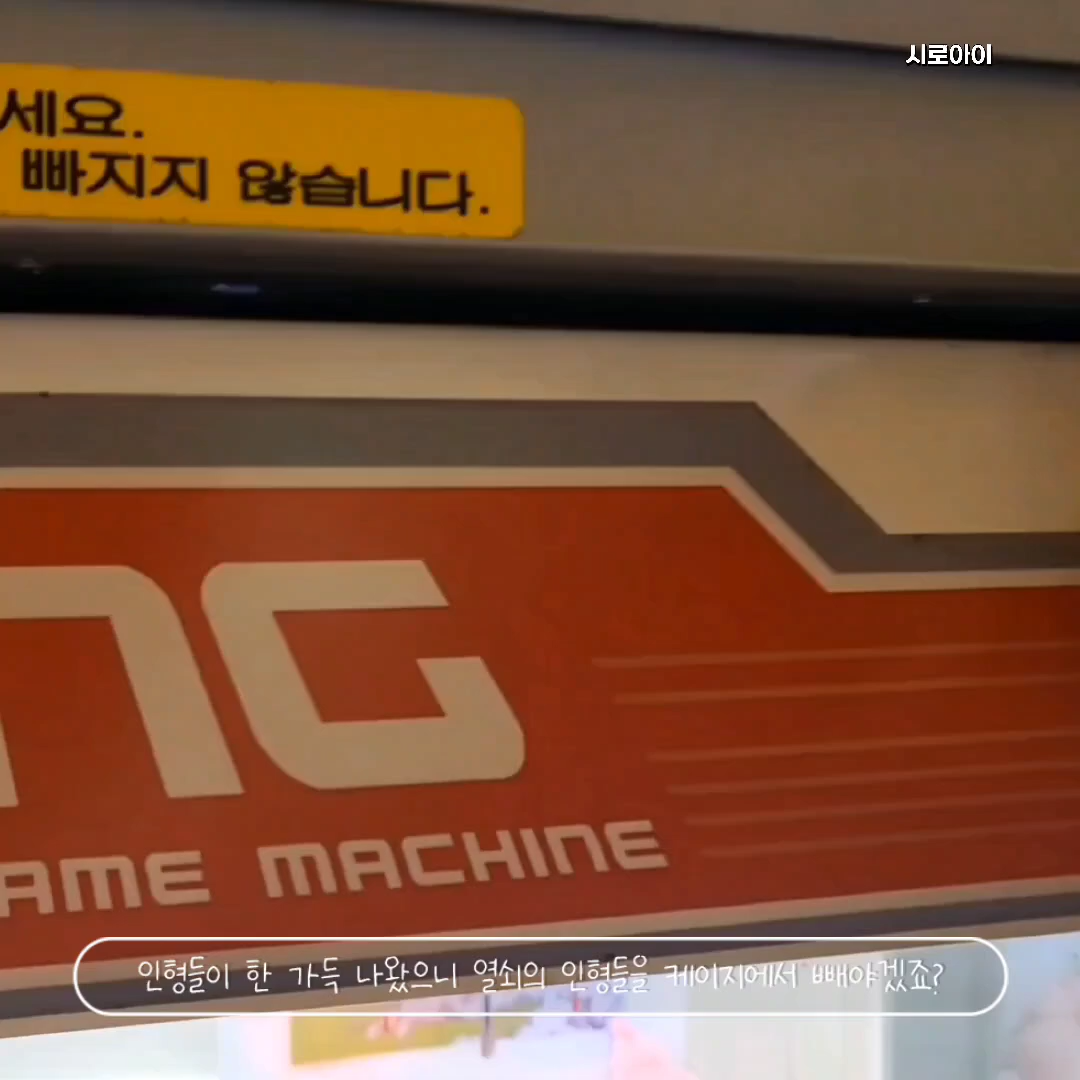 시로아이
세요.
빠지지 않습니다.
NG
AME MACHINE
인형들이 한 가득 나왔으니 열쇠의 인형들을 케이지에서 빼야겠죠?